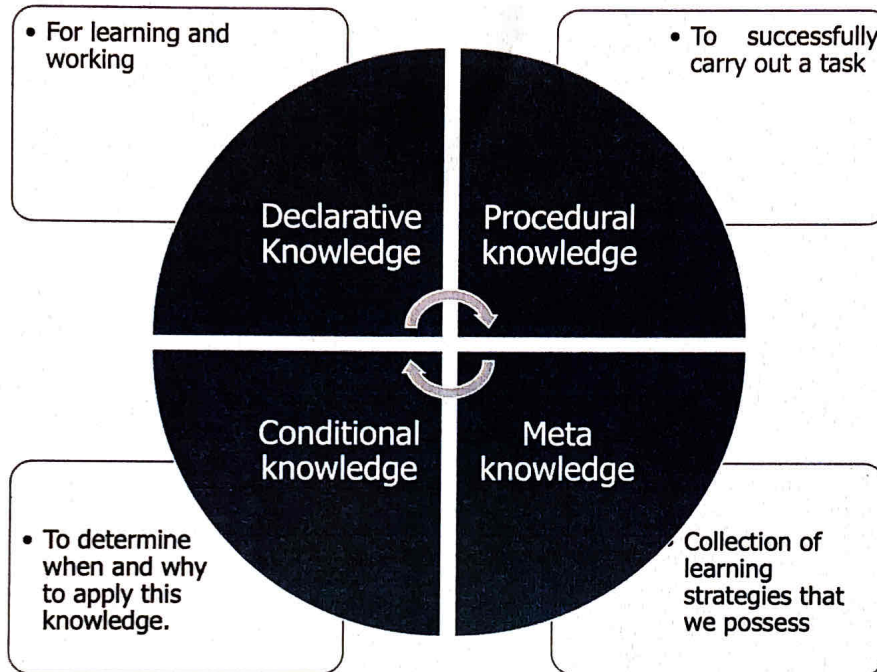 • For learning and
working
• To successfully
carry out a task
Declarative
Knowledge
Procedural
knowledge
Conditional
knowledge
Meta
knowledge
• To determine
when and why
to apply this
knowledge.
• Collection of
learning
strategies that
we possess